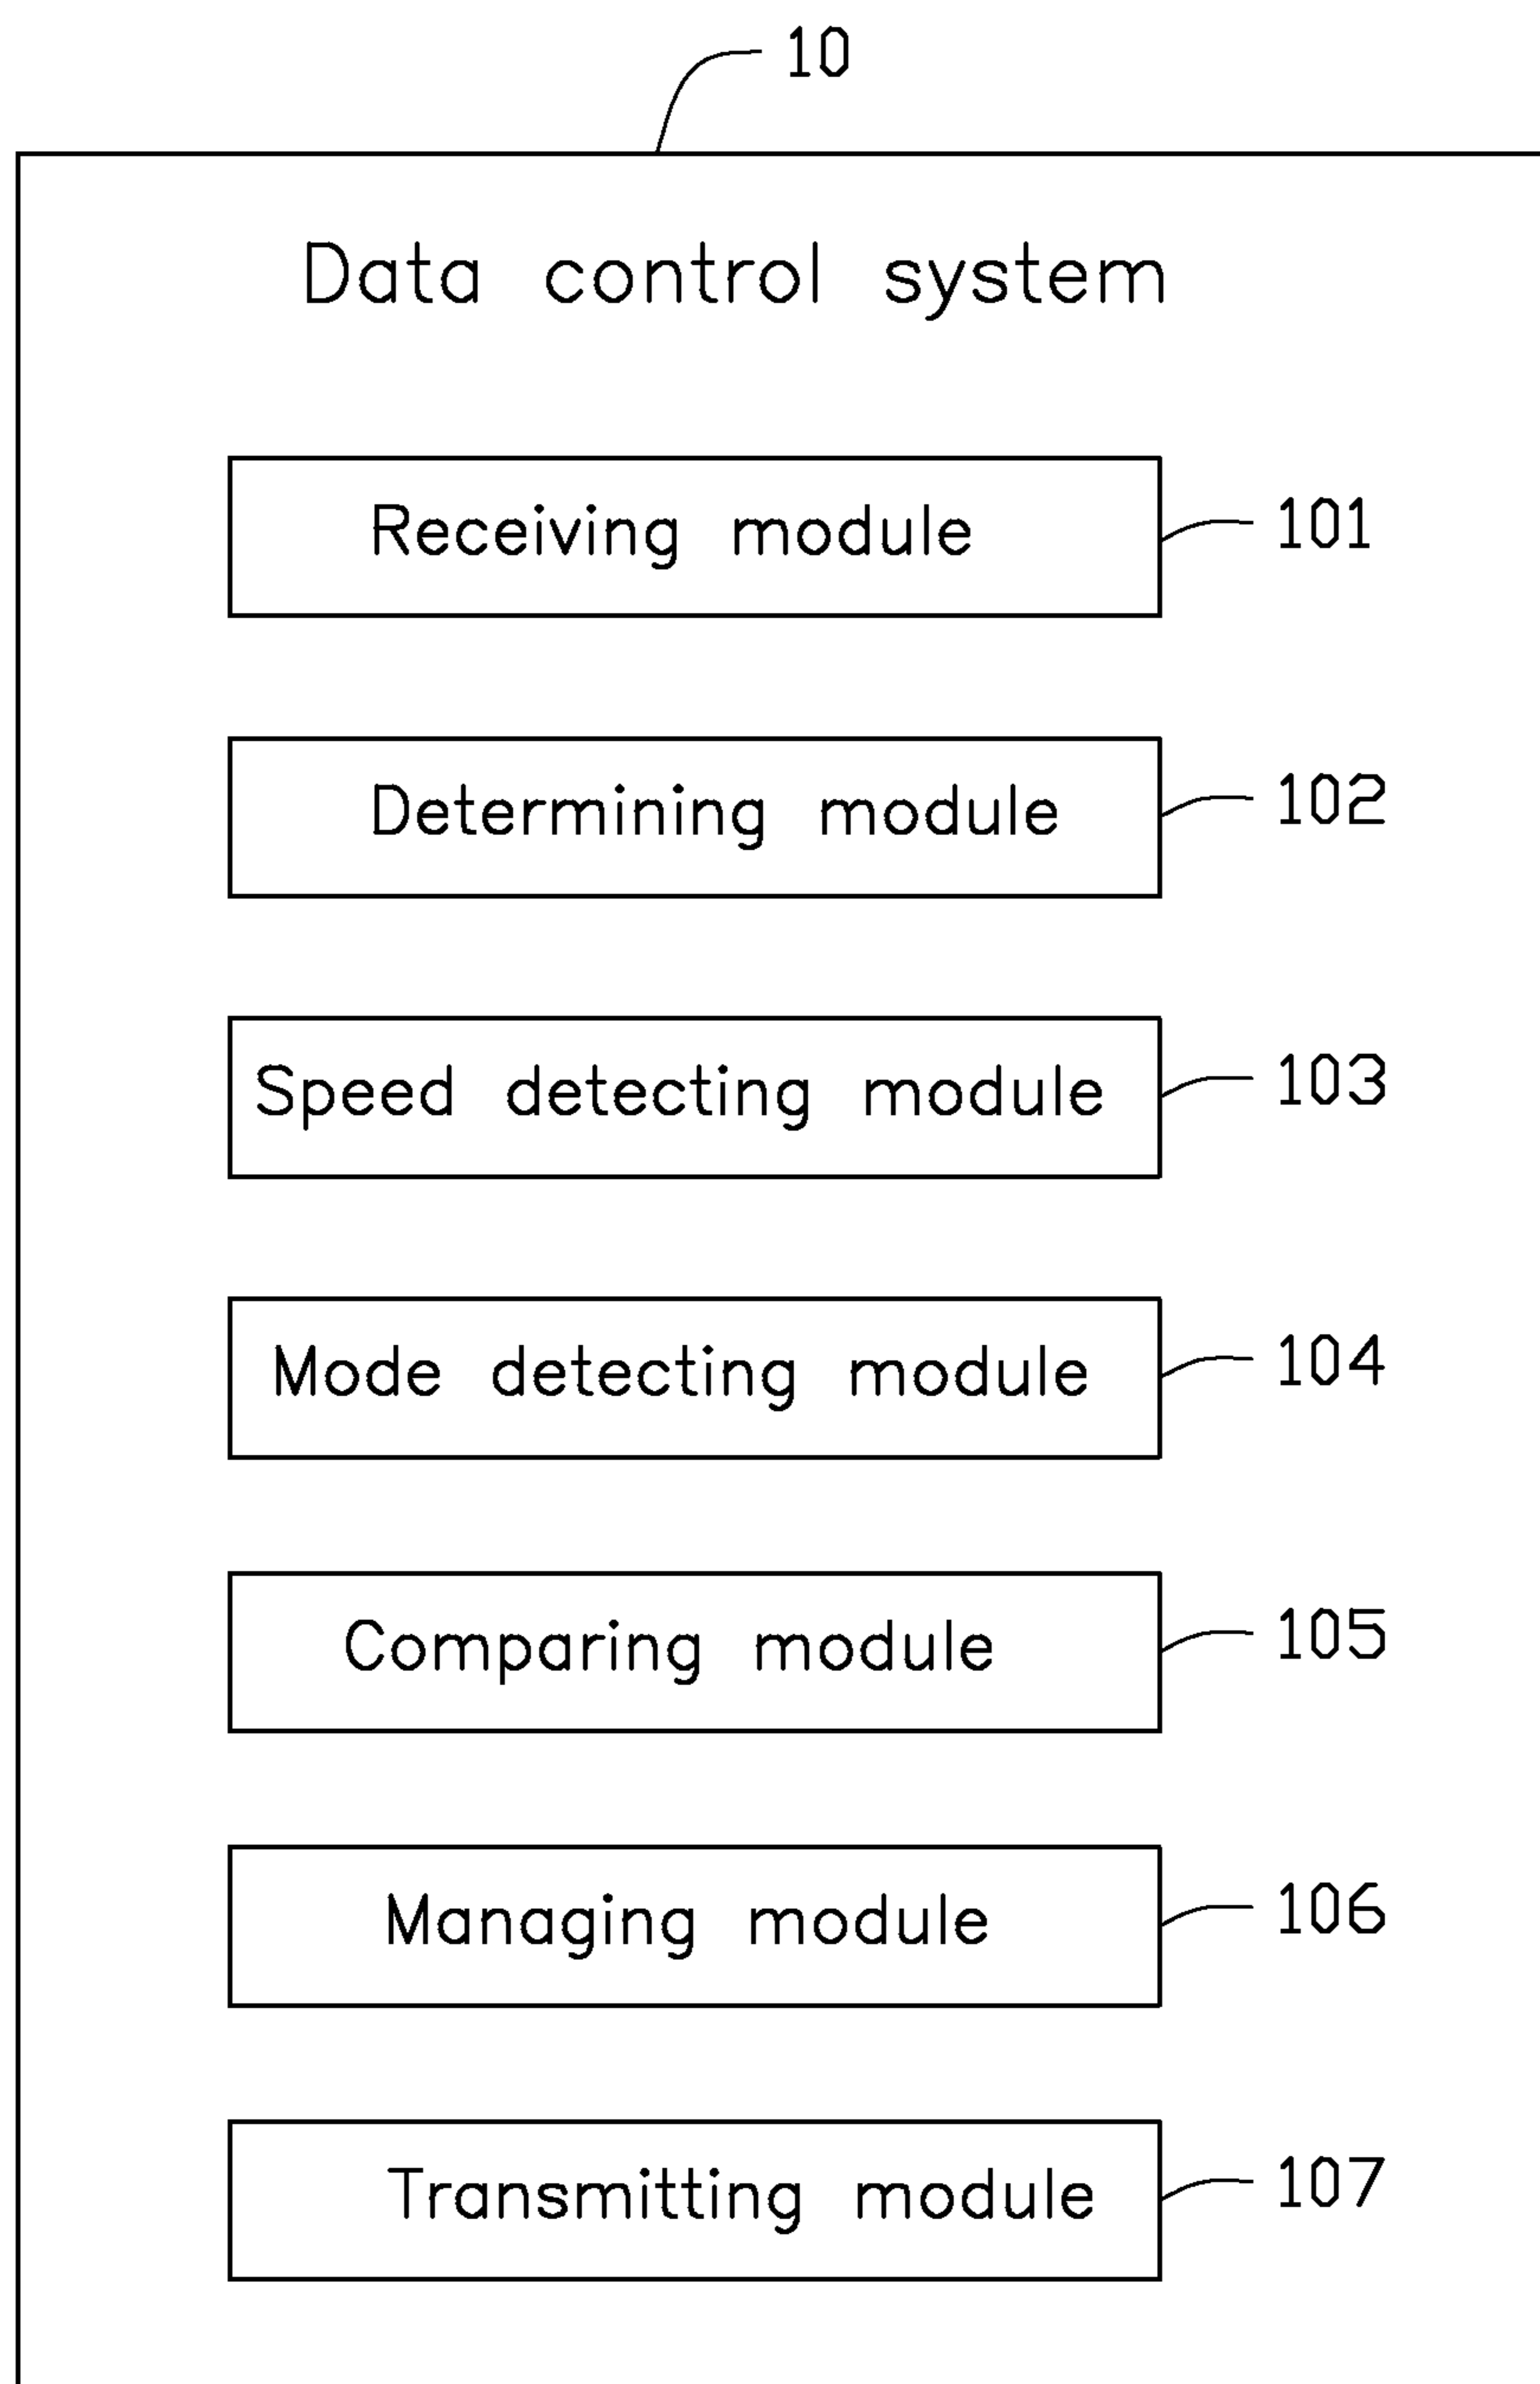 10
Data control system
Receiving module 101
Determining module 102
Speed detecting module 103
Mode detecting module 104
Comparing module 105
Managing module 106
Transmitting module 107